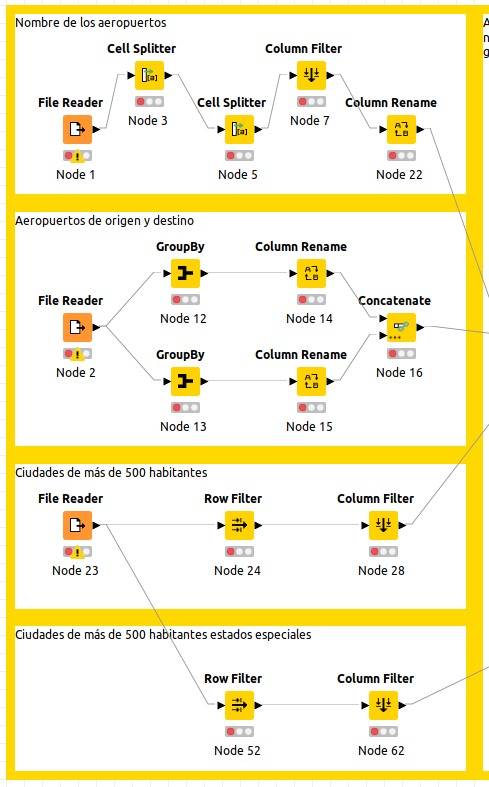 Nombre de los aeropuertos
Cell Splitter
Column Filter
File Reader
Cell Splitter
Column Rename
Node 3
Node 7
Node 1
Node 5
Node 22
Aeropuertos de origen y destino
GroupBy
Column Rename
File Reader
Concatenate
Node 12
Node 14
GroupBy
Column Rename
Node 2
Node 16
Node 13
Node 15
Ciudades de más de 500 habitantes
File Reader
Row Filter
Column Filter
Node 23
Node 24
Node 28
Ciudades de más de 500 habitantes estados especiales
Row Filter
Column Filter
Node 52
Node 62